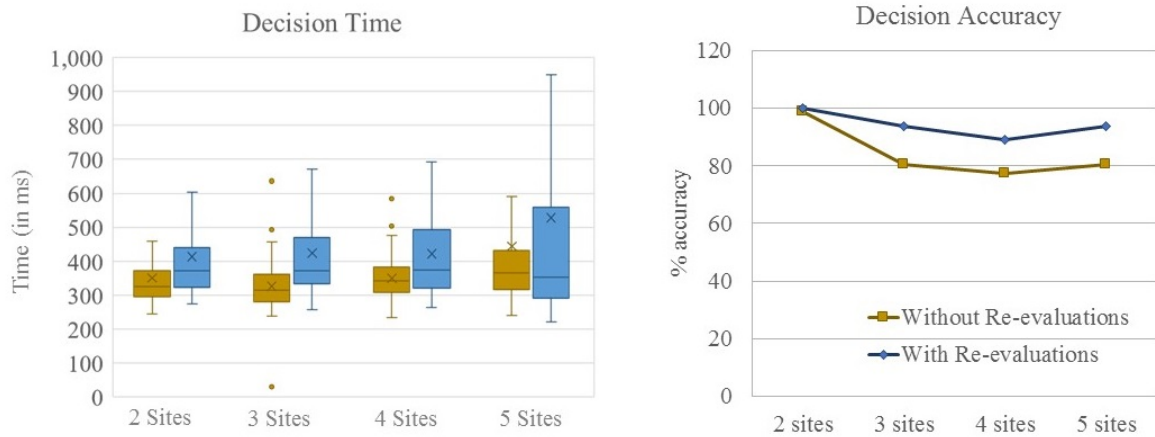 Decision Time
1,000
900
800
700
600
500
400
300
200
100
0
Time (in ms)
2 Sites 3 Sites 4 Sites 5 Sites
Decision Accuracy
120
100
80
60
40
20
0
% accuracy
Without Re-evaluations
With Re-evaluations
2 sites 3 sites 4 sites 5 sites